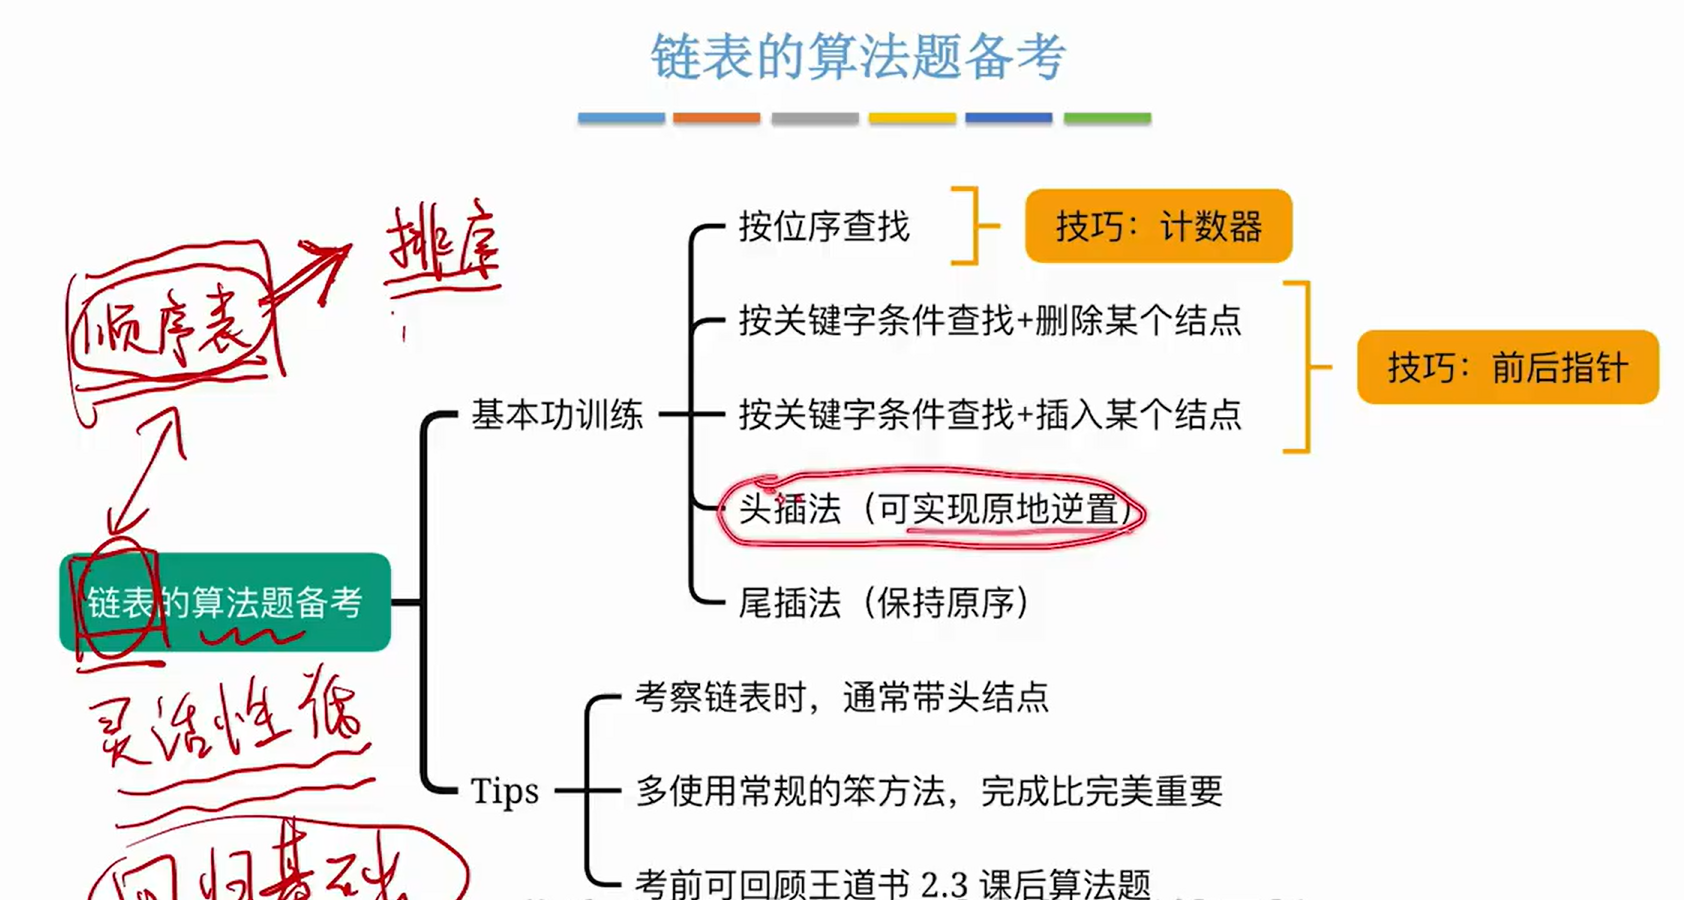 链表的算法题备考
按位序查找
技巧：计数器
排序
顺序表
按关键字条件查找+删除某个结点
技巧：前后指针
基本功训练
按关键字条件查找+插入某个结点
头插法（可实现原地逆置）
链表的算法题备考
尾插法（保持原序）
灵活性
考察链表时，通常带头结点
Tips
多使用常规的笨方法，完成比完美重要
回归基础
考前可回顾王道书 2.3 课后算法题